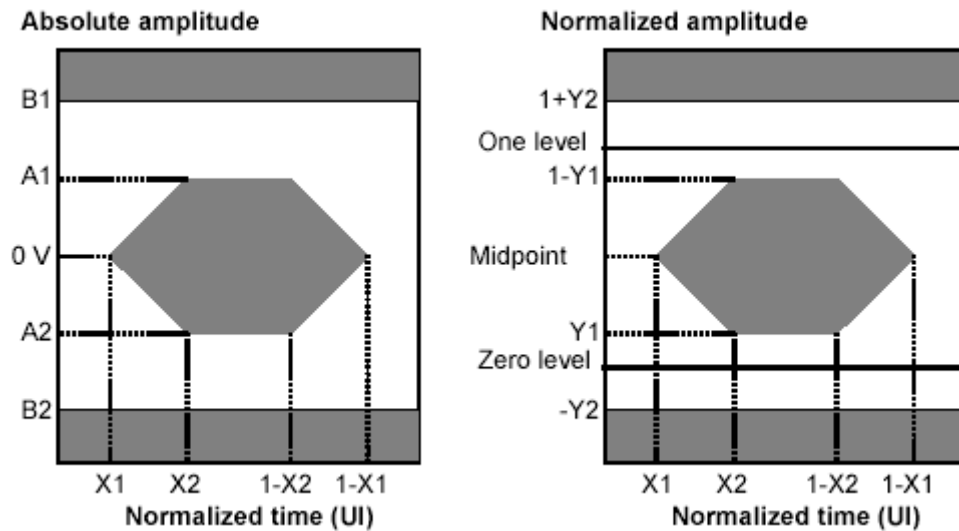 Absolute amplitude
B1
A1
0 V
A2
B2
X1 X2 1-X2 1-X1
Normalized time (UI)
Normalized amplitude
1+Y2
One level
1-Y1
Midpoint
Y1
Zero level
-Y2
X1 X2 1-X2 1-X1
Normalized time (UI)